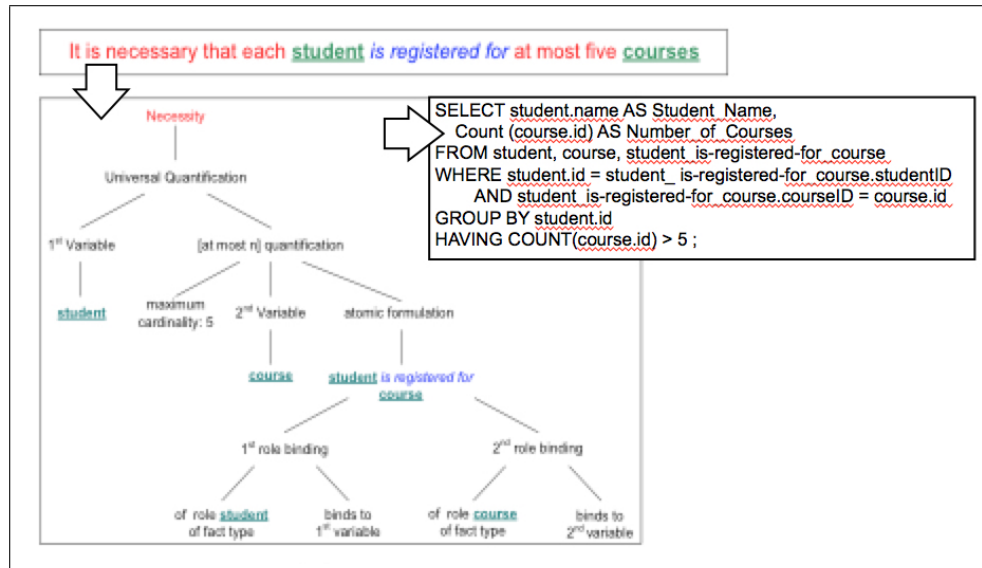 It is necessary that each student is registered for at most five courses
SELECT student.name AS Student_Name,
Count (course.id) AS Number_of_Courses
FROM student, course, student_is-registered-for_course
WHERE student.id = student_ is-registered-for_course.studentID
AND student_is-registered-for_course.courseID = course.id
GROUP BY student.id
HAVING COUNT(course.id) > 5 ;
Necessity
Universal Quantification
1st Variable
[at most n] quantification
student
maximum
cardinality: 5
2nd Variable
atomic formulation
course
student is registered for
course
1st role binding
2nd role binding
of role student
of fact type
binds to
1st variable
of role course
of fact type
binds to
2nd variable